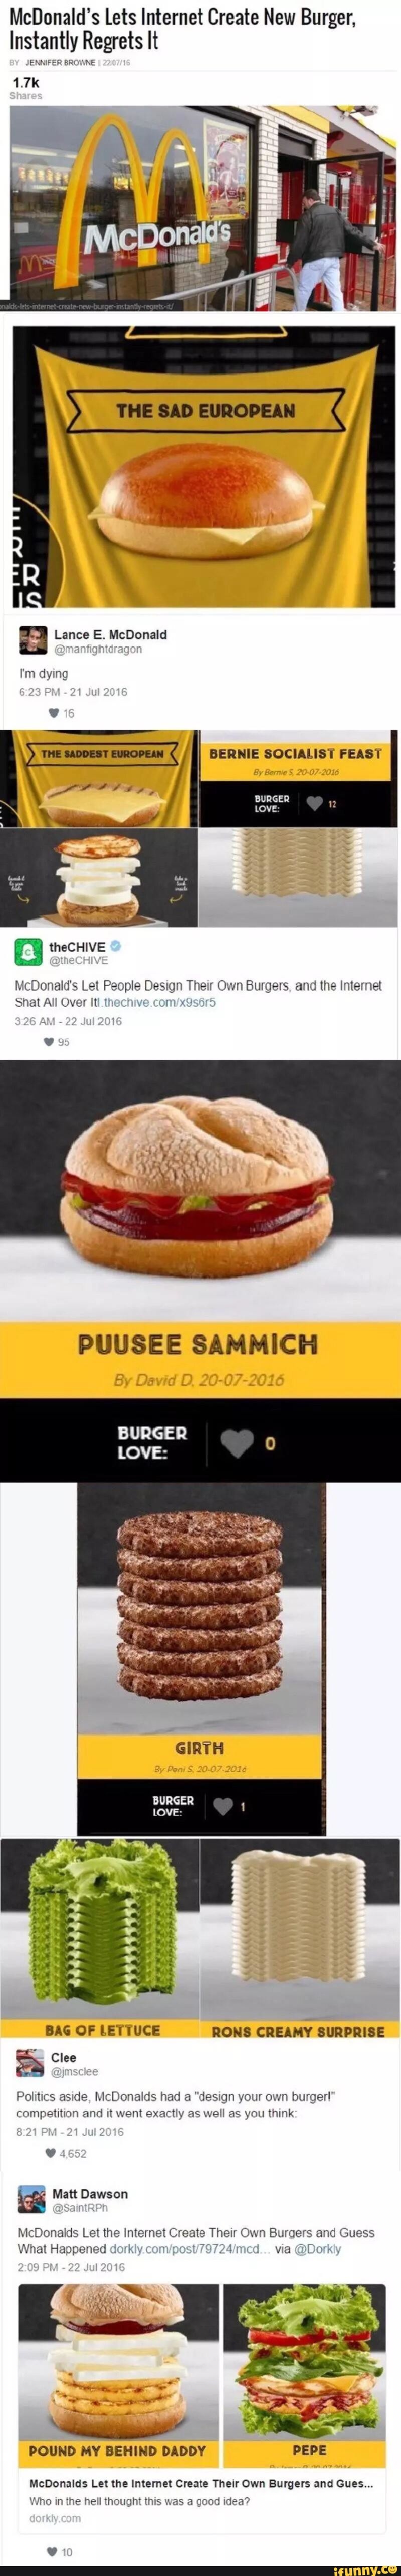 McDonald's Lets Internet Create New Burger,
Instantly Regrets It
BY JENNIFER BROWNE | 22/07/16
1.7k
Shares
McDonald's
nalds-lets-internet-create-new-burger-instantly-regrets-it/
THE SAD EUROPEAN
ER
IS
Lance E. McDonald
@manfightdragon
I'm dying
6:23 PM - 21 Jul 2016
16
THE SADDEST EUROPEAN
BERNIE SOCIALIST FEAST
By Bernie S, 20-07-2016
BURGER
LOVE:
12
theCHIVE
@theCHIVE
McDonald's Let People Design Their Own Burgers, and the Internet
Shat All Over It! thechive.com/x9s6r5
3:26 AM - 22 Jul 2016
95
PUUSEE SAMMICH
By David D, 20-07-2016
BURGER
LOVE:
0
GIRTH
By Peni S, 20-07-2016
BURGER
LOVE:
1
BAG OF LETTUCE
RONS CREAMY SURPRISE
Clee
@jmsclee
Politics aside, McDonalds had a "design your own burger!"
competition and it went exactly as well as you think:
8:21 PM - 21 Jul 2016
4,652
Matt Dawson
@SaintRPh
McDonalds Let the Internet Create Their Own Burgers and Guess
What Happened dorkly.com/post/79724/mcd... via @Dorkly
2:09 PM - 22 Jul 2016
POUND MY BEHIND DADDY
PEPE
McDonalds Let the Internet Create Their Own Burgers and Gues...
Who in the hell thought this was a good idea?
dorkly.com
10
ifunny.co